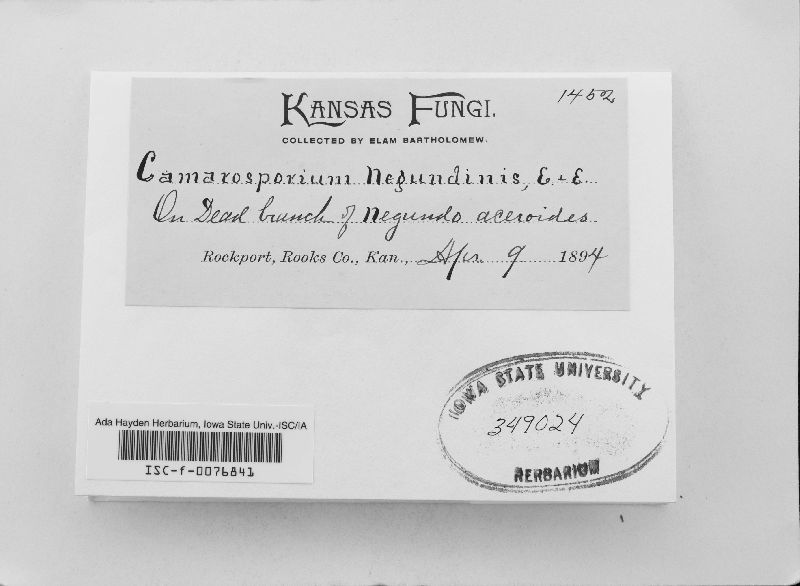 KANSAS FUNGI. 1452
COLLECTED BY ELAM BARTHOLOMEW.
Camarosporium Negundinis, E + E
On Dead branch of Negundo aceroides
Rockport, Rooks Co., Kan., Apr. 9 1894
IOWA STATE UNIVERSITY
349024
HERBARIUM
Ada Hayden Herbarium, Iowa State Univ.-ISC/IA
ISC-f-0076841